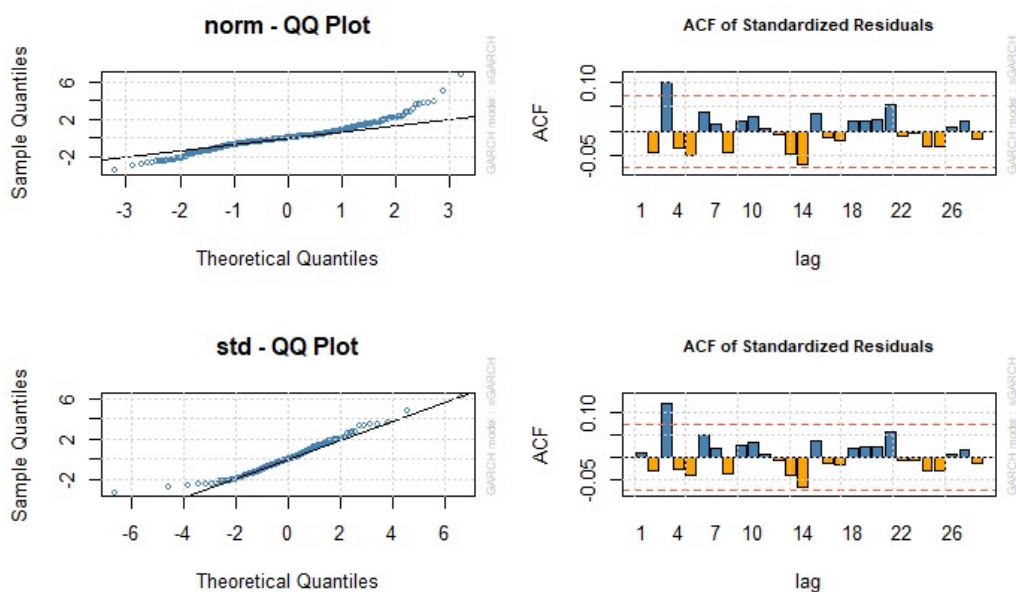 norm - QQ Plot
Sample Quantiles
6
2
-2
-3 -2 -1 0 1 2 3
Theoretical Quantiles
GARCH model : sGARCH
ACF of Standardized Residuals
ACF
0.10
-0.05
1 4 7 10 14 18 22 26
lag
GARCH model : sGARCH
std - QQ Plot
Sample Quantiles
6
2
-2
-6 -4 -2 0 2 4 6
Theoretical Quantiles
GARCH model : sGARCH
ACF of Standardized Residuals
ACF
0.10
-0.05
1 4 7 10 14 18 22 26
lag
GARCH model : sGARCH